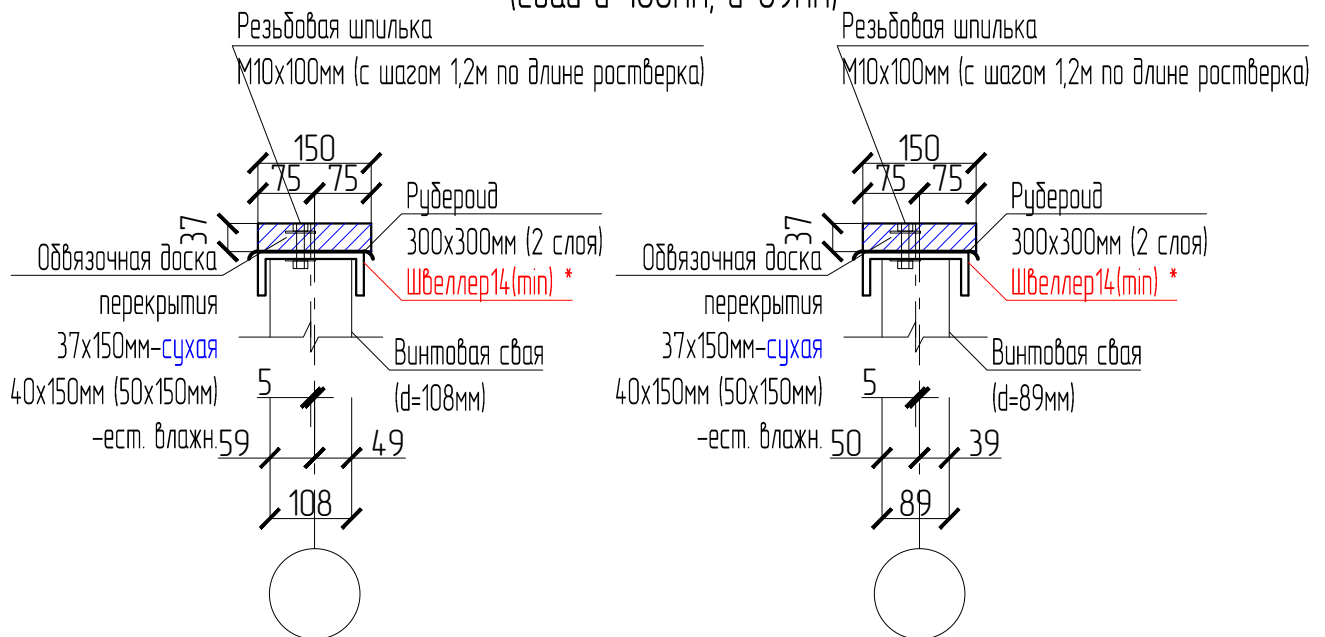 (свая d=108мм, d=89мм)
Резьбовая шпилька
М10х100мм (с шагом 1,2м по длине ростверка)
150
75 75
37
Рубероид
300х300мм (2 слоя)
Швеллер14(min) *
Обвязочная доска
перекрытия
37х150мм-сухая
40х150мм (50х150мм)
-ест. влажн.
Винтовая свая
(d=108мм)
5
59
49
108
Резьбовая шпилька
М10х100мм (с шагом 1,2м по длине ростверка)
150
75 75
37
Рубероид
300х300мм (2 слоя)
Швеллер14(min) *
Обвязочная доска
перекрытия
37х150мм-сухая
40х150мм (50х150мм)
-ест. влажн.
Винтовая свая
(d=89мм)
5
50
39
89